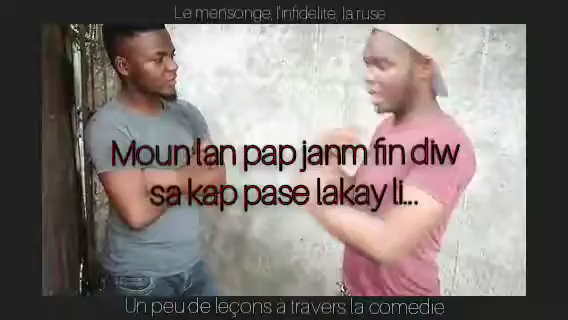 Le mensonge, l'infidelite, la ruse
Moun lan pap janm fin diw
sa kap pase lakay li...
Un peu de leçons à travers la comedie